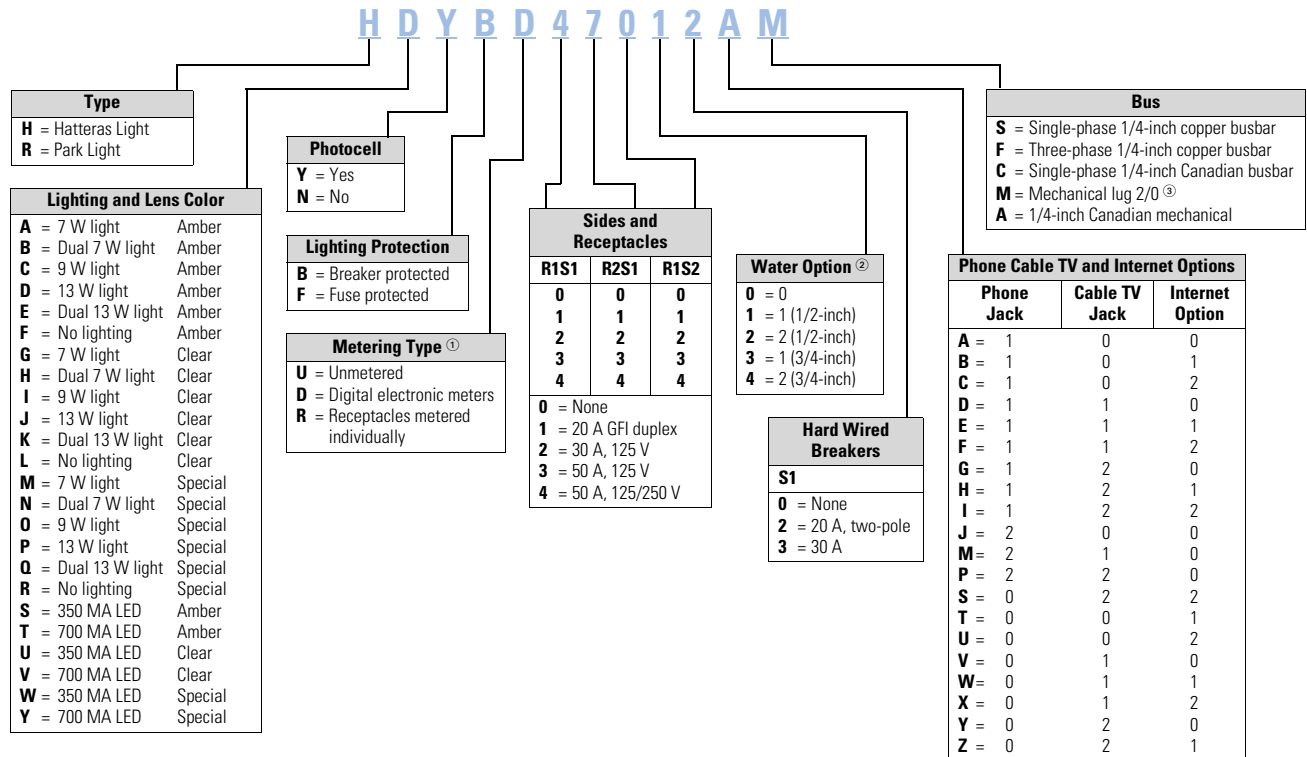 H D Y B D 4 7 0 1 2 A M
Type
H = Hatteras Light
R = Park Light
Lighting and Lens Color
A = 7 W light Amber
B = Dual 7 W light Amber
C = 9 W light Amber
D = 13 W light Amber
E = Dual 13 W light Amber
F = No lighting Amber
G = 7 W light Clear
H = Dual 7 W light Clear
I = 9 W light Clear
J = 13 W light Clear
K = Dual 13 W light Clear
L = No lighting Clear
M = 7 W light Special
N = Dual 7 W light Special
O = 9 W light Special
P = 13 W light Special
Q = Dual 13 W light Special
R = No lighting Special
S = 350 MA LED Amber
T = 700 MA LED Amber
U = 350 MA LED Clear
V = 700 MA LED Clear
W = 350 MA LED Special
Y = 700 MA LED Special
Photocell
Y = Yes
N = No
Lighting Protection
B = Breaker protected
F = Fuse protected
Metering Type ①
U = Unmetered
D = Digital electronic meters
R = Receptacles metered
individually
Sides and
Receptacles
R1S1 R2S1 R1S2
0 0 0
1 1 1
2 2 2
3 3 3
4 4 4
0 = None
1 = 20 A GFI duplex
2 = 30 A, 125 V
3 = 50 A, 125 V
4 = 50 A, 125/250 V
Water Option ②
0 = 0
1 = 1 (1/2-inch)
2 = 2 (1/2-inch)
3 = 1 (3/4-inch)
4 = 2 (3/4-inch)
Hard Wired
Breakers
S1
0 = None
2 = 20 A, two-pole
3 = 30 A
Bus
S = Single-phase 1/4-inch copper busbar
F = Three-phase 1/4-inch copper busbar
C = Single-phase 1/4-inch Canadian busbar
M = Mechanical lug 2/0 ③
A = 1/4-inch Canadian mechanical
Phone Cable TV and Internet Options
Phone Cable TV Internet
Jack Jack Option
A = 1 0 0
B = 1 0 1
C = 1 0 2
D = 1 1 0
E = 1 1 1
F = 1 1 2
G = 1 2 0
H = 1 2 1
I = 1 2 2
J = 2 0 0
M = 2 1 0
P = 2 2 0
S = 0 2 2
T = 0 0 1
U = 0 0 2
V = 0 1 0
W = 0 1 1
X = 0 1 2
Y = 0 2 0
Z = 0 2 1